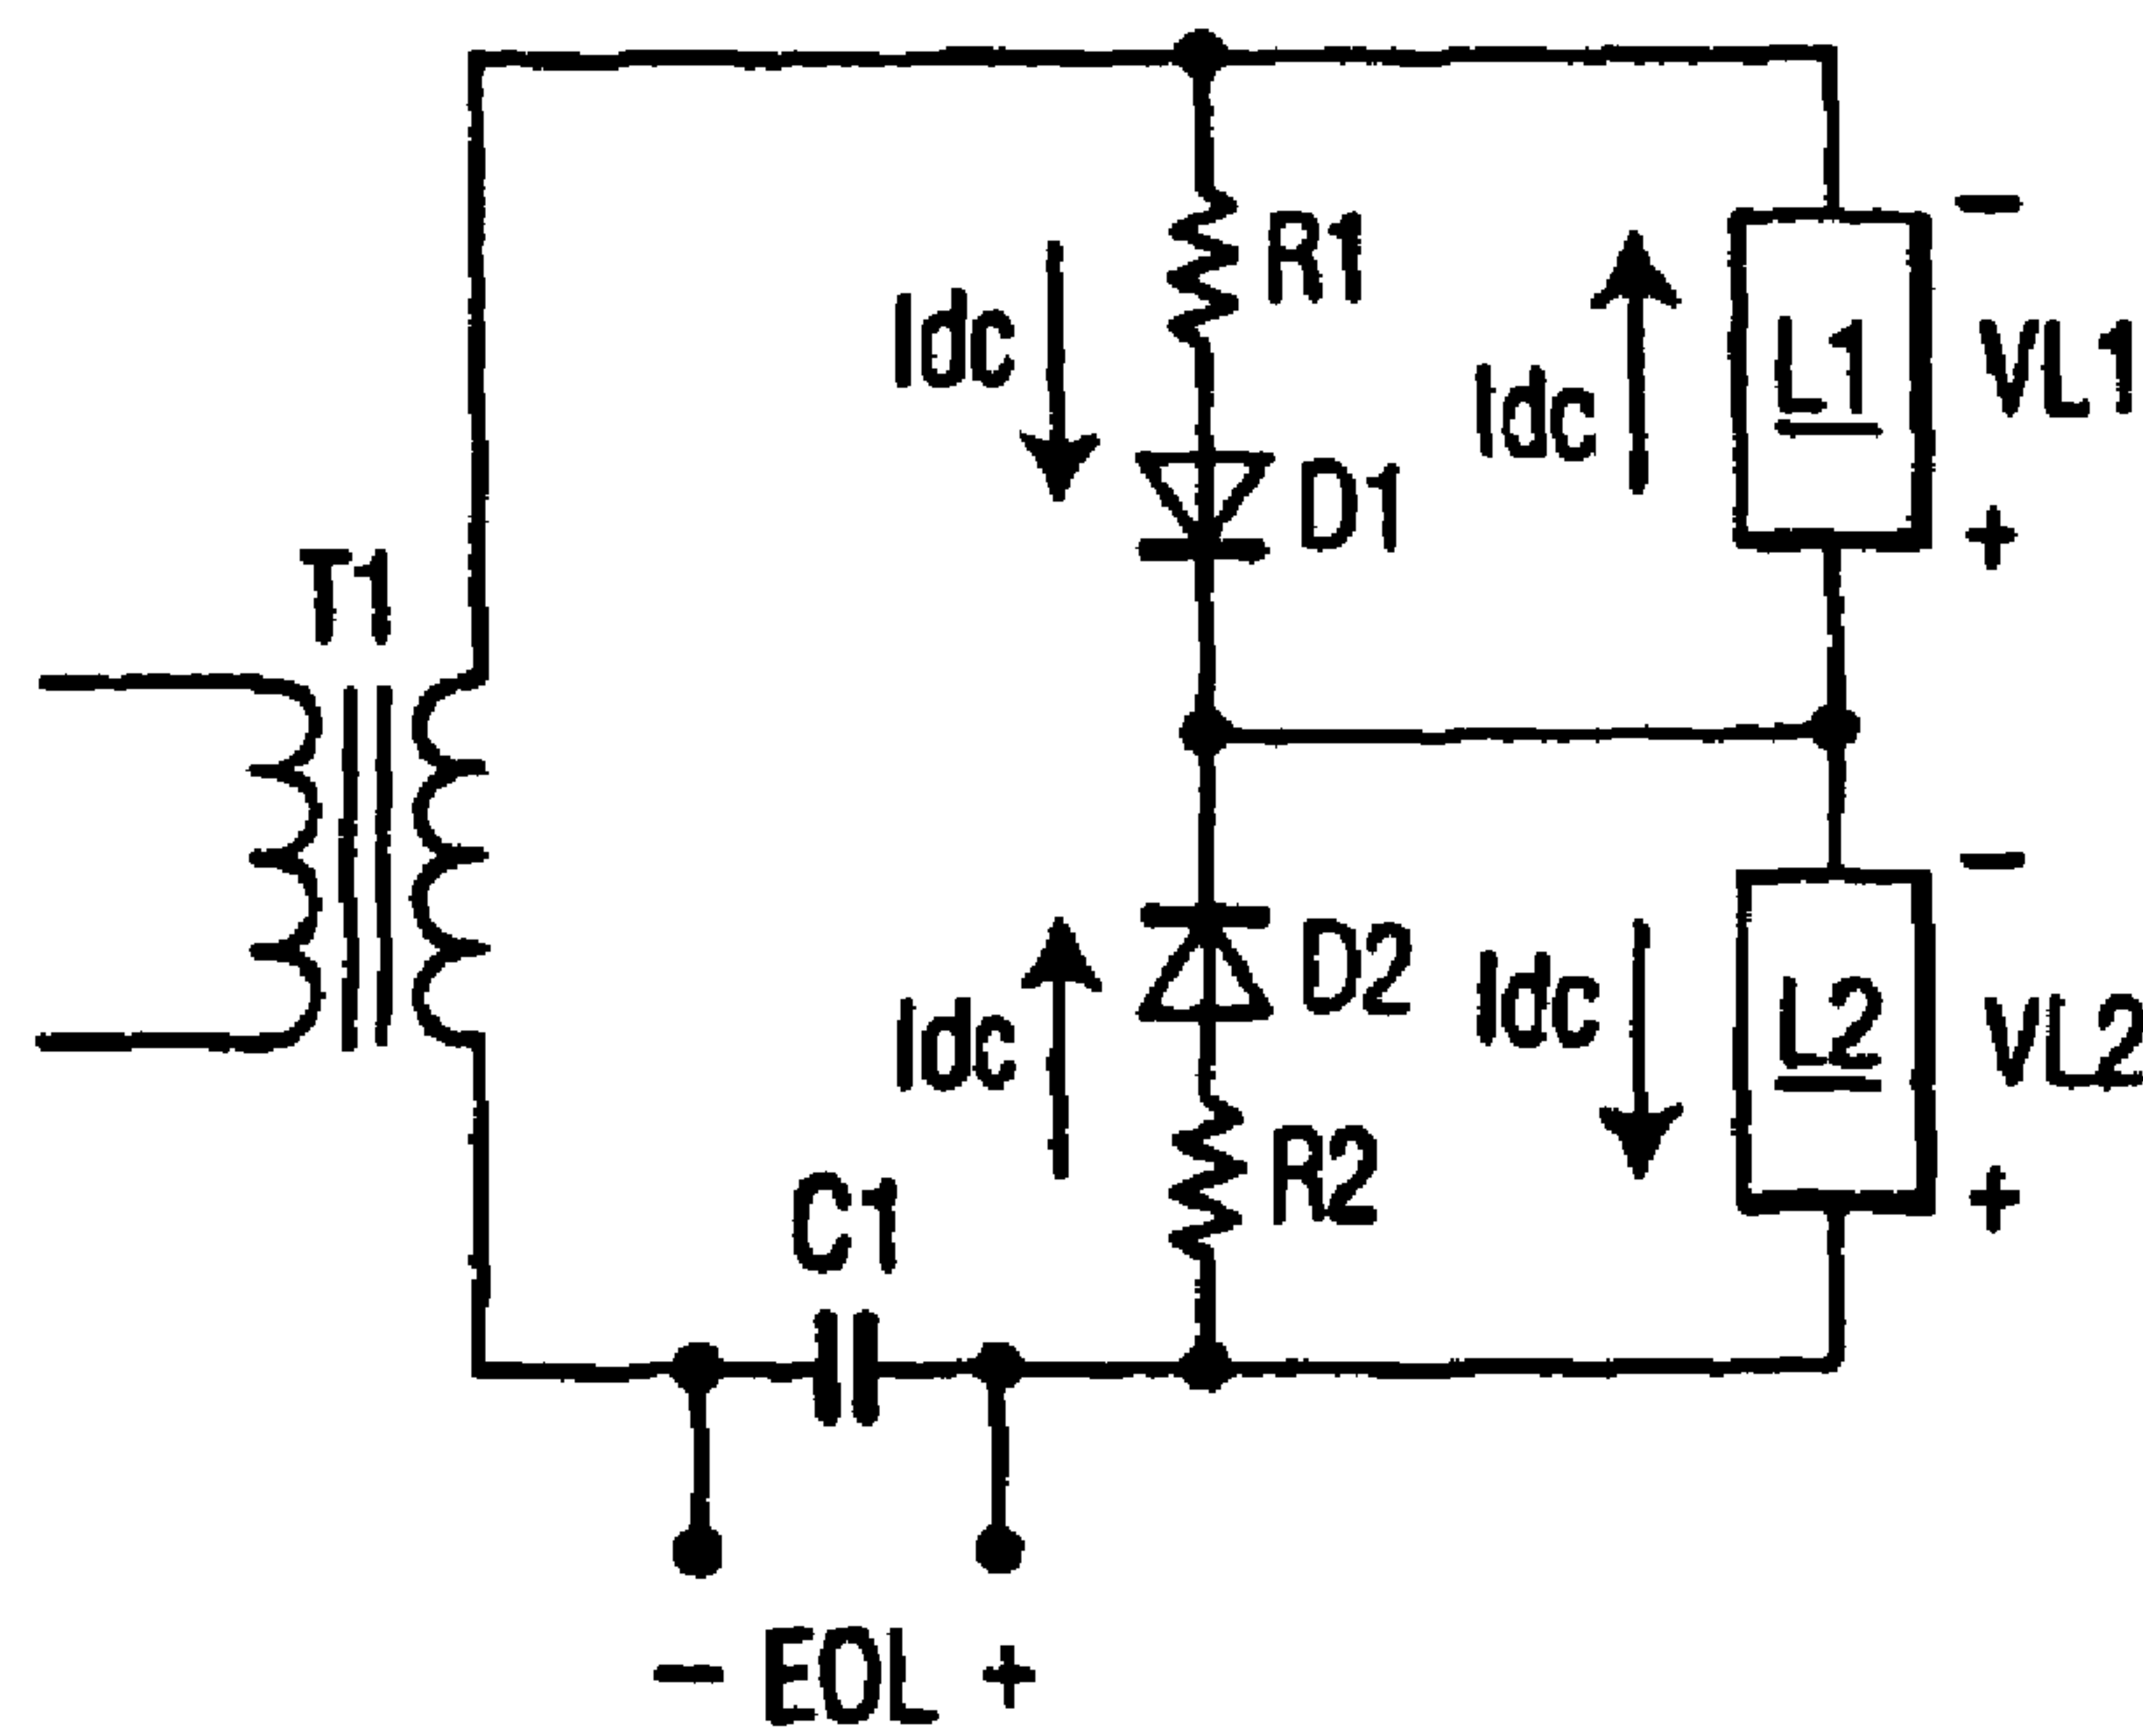 R1
Idc
Idc
L1
VL1
D1
T1
-
+
D2
Idc
Idc
L2
VL2
R2
-
+
C1
- EOL +